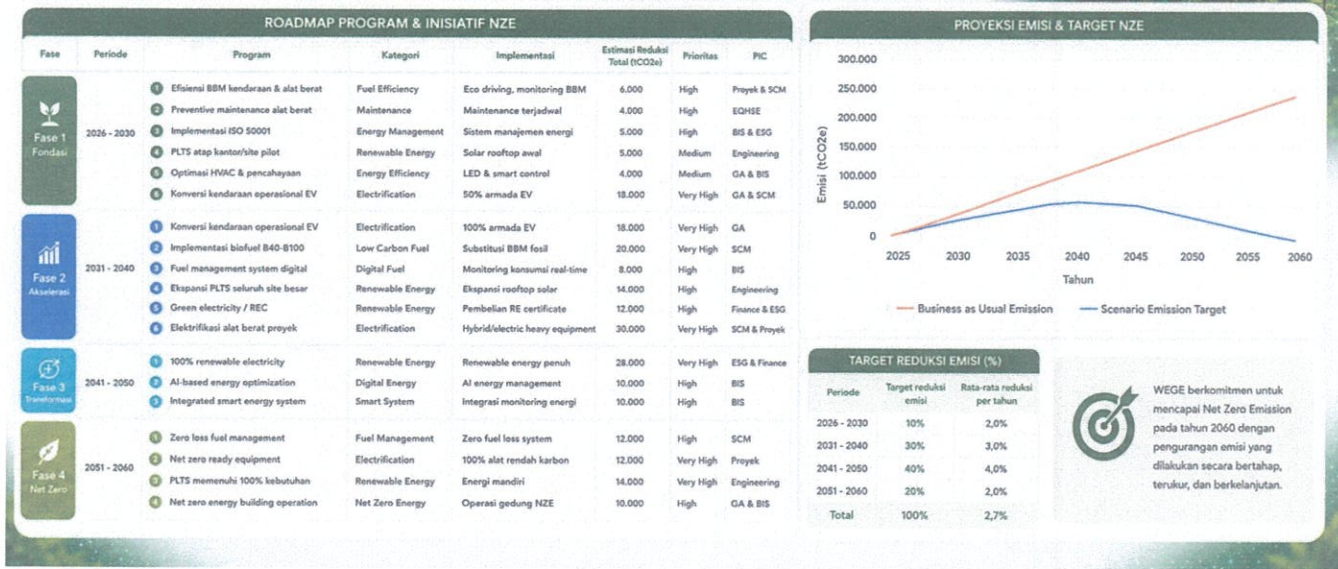 ROADMAP PROGRAM & INISIATIF NZE
Fase Periode Program Kategori Implementasi Estimasi Reduksi Total (tCO2e) Prioritas PIC
Fase 1
Fondasi
2026 - 2030
1 Efisiensi BBM kendaraan & alat berat Fuel Efficiency Eco driving, monitoring BBM 6.000 High Proyek & SCM
2 Preventive maintenance alat berat Maintenance Maintenance terjadwal 4.000 High EQHSE
3 Implementasi ISO 50001 Energy Management Sistem manajemen energi 5.000 High BIS & ESG
4 PLTS atap kantor/site pilot Renewable Energy Solar rooftop awal 5.000 Medium Engineering
5 Optimasi HVAC & pencahayaan Energy Efficiency LED & smart control 4.000 Medium GA & BIS
6 Konversi kendaraan operasional EV Electrification 50% armada EV 18.000 Very High GA & SCM
Fase 2
Akselerasi
2031 - 2040
1 Konversi kendaraan operasional EV Electrification 100% armada EV 18.000 Very High GA
2 Implementasi biofuel B40-B100 Low Carbon Fuel Substitusi BBM fosil 20.000 Very High SCM
3 Fuel management system digital Digital Fuel Monitoring konsumsi real-time 8.000 High BIS
4 Ekspansi PLTS seluruh site besar Renewable Energy Ekspansi rooftop solar 14.000 High Engineering
5 Green electricity / REC Renewable Energy Pembelian RE certificate 12.000 High Finance & ESG
6 Elektrifikasi alat berat proyek Electrification Hybrid/electric heavy equipment 30.000 Very High SCM & Proyek
Fase 3
Transformasi
2041 - 2050
1 100% renewable electricity Renewable Energy Renewable energy penuh 28.000 Very High ESG & Finance
2 AI-based energy optimization Digital Energy AI energy management 10.000 High BIS
3 Integrated smart energy system Smart System Integrasi monitoring energi 10.000 High BIS
Fase 4
Net Zero
2051 - 2060
1 Zero loss fuel management Fuel Management Zero fuel loss system 12.000 High SCM
2 Net zero ready equipment Electrification 100% alat rendah karbon 12.000 Very High Proyek
3 PLTS memenuhi 100% kebutuhan Renewable Energy Energi mandiri 14.000 Very High Engineering
4 Net zero energy building operation Net Zero Energy Operasi gedung NZE 10.000 High GA & BIS
PROYEKSI EMISI & TARGET NZE
Emisi (tCO2e)
300.000
250.000
200.000
150.000
100.000
50.000
0
2025 2030 2035 2040 2045 2050 2055 2060
Tahun
Business as Usual Emission Scenario Emission Target
TARGET REDUKSI EMISI (%)
Periode Target reduksi emisi Rata-rata reduksi per tahun
2026 - 2030 10% 2,0%
2031 - 2040 30% 3,0%
2041 - 2050 40% 4,0%
2051 - 2060 20% 2,0%
Total 100% 2,7%
WEGE berkomitmen untuk
mencapai Net Zero Emission
pada tahun 2060 dengan
pengurangan emisi yang
dilakukan secara bertahap,
terukur, dan berkelanjutan.